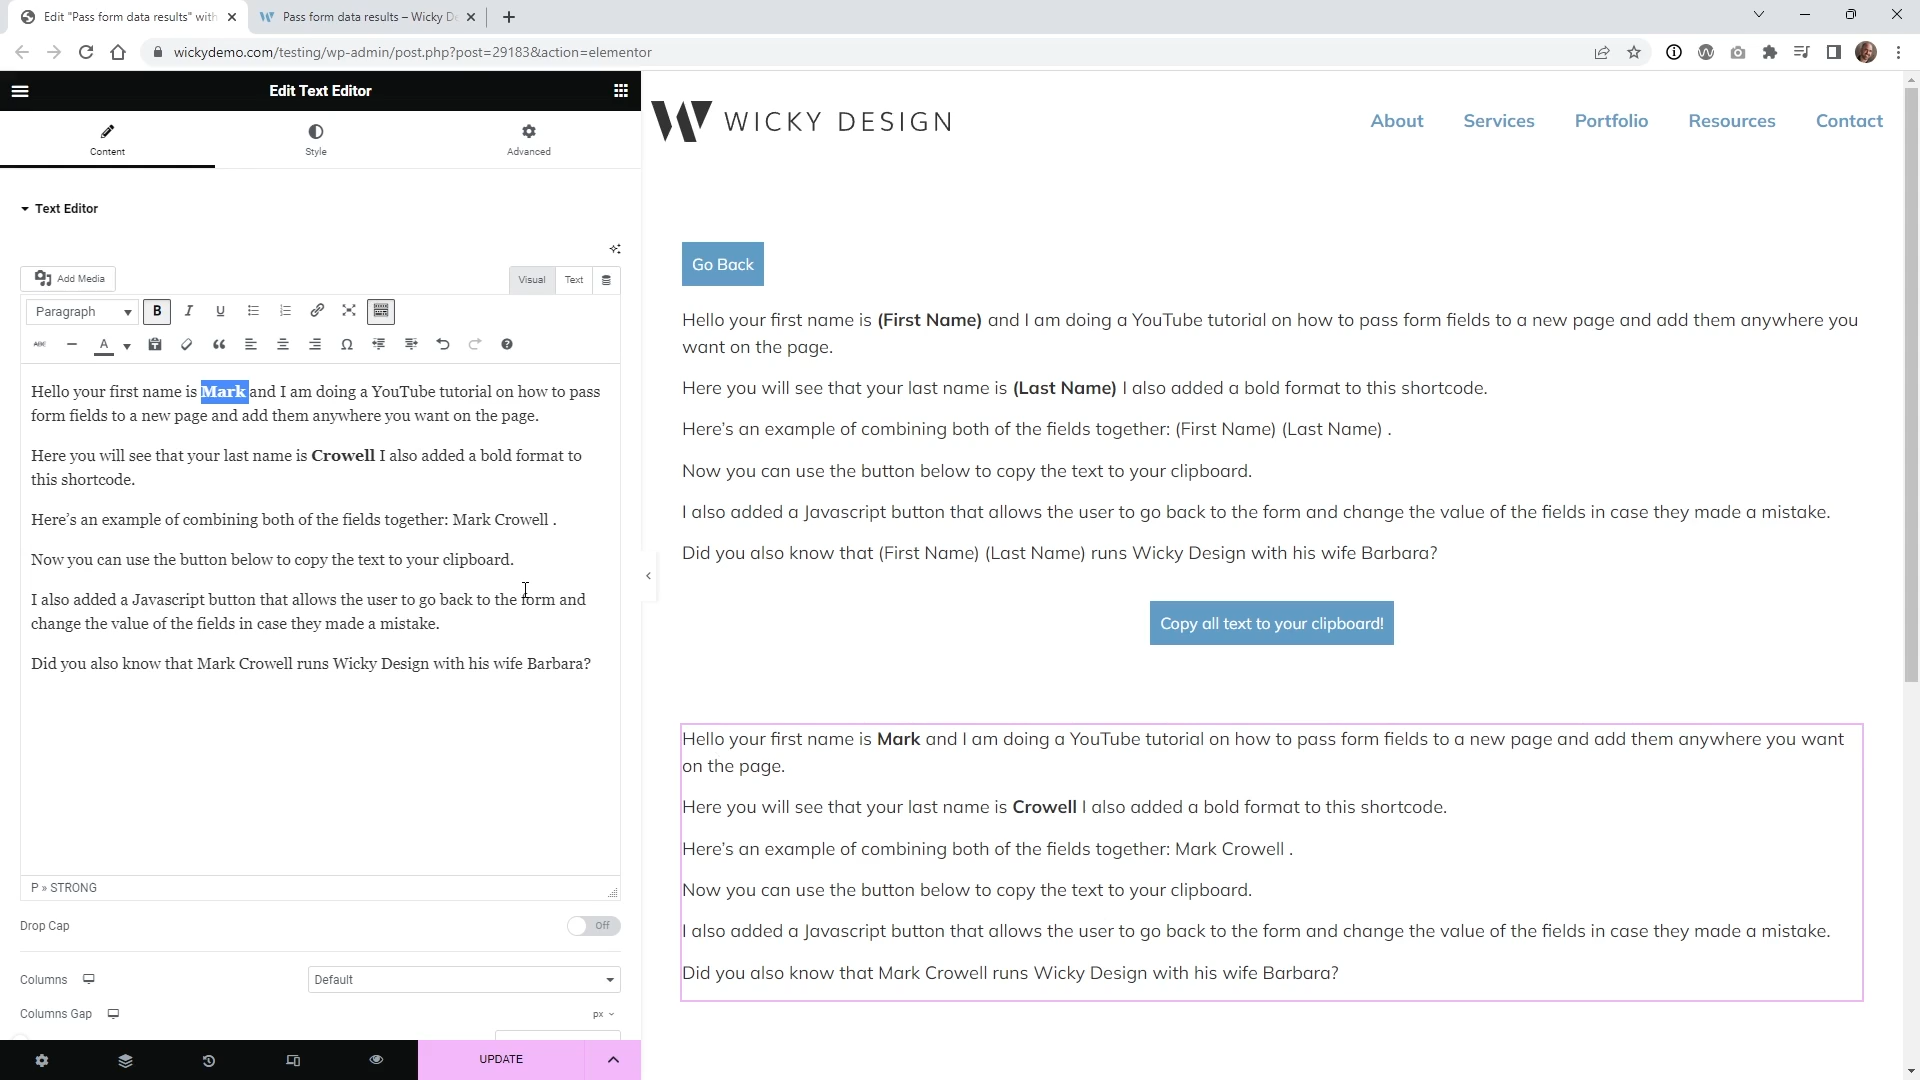 Edit "Pass form data results" with
Pass form data results – Wicky De
wickydemo.com/testing/wp-admin/post.php?post=29183&action=elementor
Edit Text Editor
Content
Style
Advanced
Text Editor
Add Media
Visual
Text
Paragraph
B
I
U
ABC
A
Ω
Hello your first name is Mark and I am doing a YouTube tutorial on how to pass
form fields to a new page and add them anywhere you want on the page.
Here you will see that your last name is Crowell I also added a bold format to
this shortcode.
Here's an example of combining both of the fields together: Mark Crowell .
Now you can use the button below to copy the text to your clipboard.
I also added a Javascript button that allows the user to go back to the form and
change the value of the fields in case they made a mistake.
Did you also know that Mark Crowell runs Wicky Design with his wife Barbara?
P » STRONG
Drop Cap
Off
Columns
Default
Columns Gap
px
UPDATE
WICKY DESIGN
About
Services
Portfolio
Resources
Contact
Go Back
Hello your first name is (First Name) and I am doing a YouTube tutorial on how to pass form fields to a new page and add them anywhere you
want on the page.
Here you will see that your last name is (Last Name) I also added a bold format to this shortcode.
Here's an example of combining both of the fields together: (First Name) (Last Name) .
Now you can use the button below to copy the text to your clipboard.
I also added a Javascript button that allows the user to go back to the form and change the value of the fields in case they made a mistake.
Did you also know that (First Name) (Last Name) runs Wicky Design with his wife Barbara?
Copy all text to your clipboard!
Hello your first name is Mark and I am doing a YouTube tutorial on how to pass form fields to a new page and add them anywhere you want
on the page.
Here you will see that your last name is Crowell I also added a bold format to this shortcode.
Here's an example of combining both of the fields together: Mark Crowell .
Now you can use the button below to copy the text to your clipboard.
I also added a Javascript button that allows the user to go back to the form and change the value of the fields in case they made a mistake.
Did you also know that Mark Crowell runs Wicky Design with his wife Barbara?